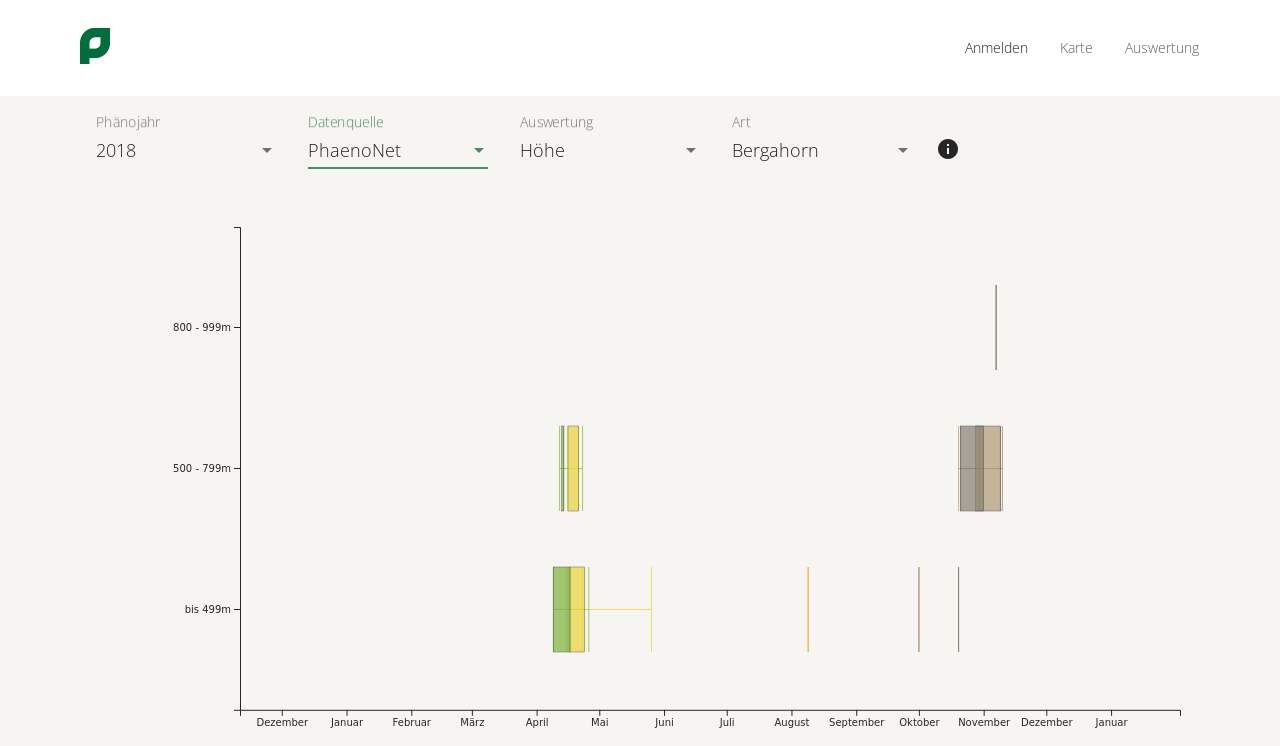 Anmelden Karte Auswertung
Phänojahr Datenquelle Auswertung Art
2018 PhaenoNet Höhe Bergahorn
800 - 999m
500 - 799m
bis 499m
Dezember Januar Februar März April Mai Juni Juli August September Oktober November Dezember Januar